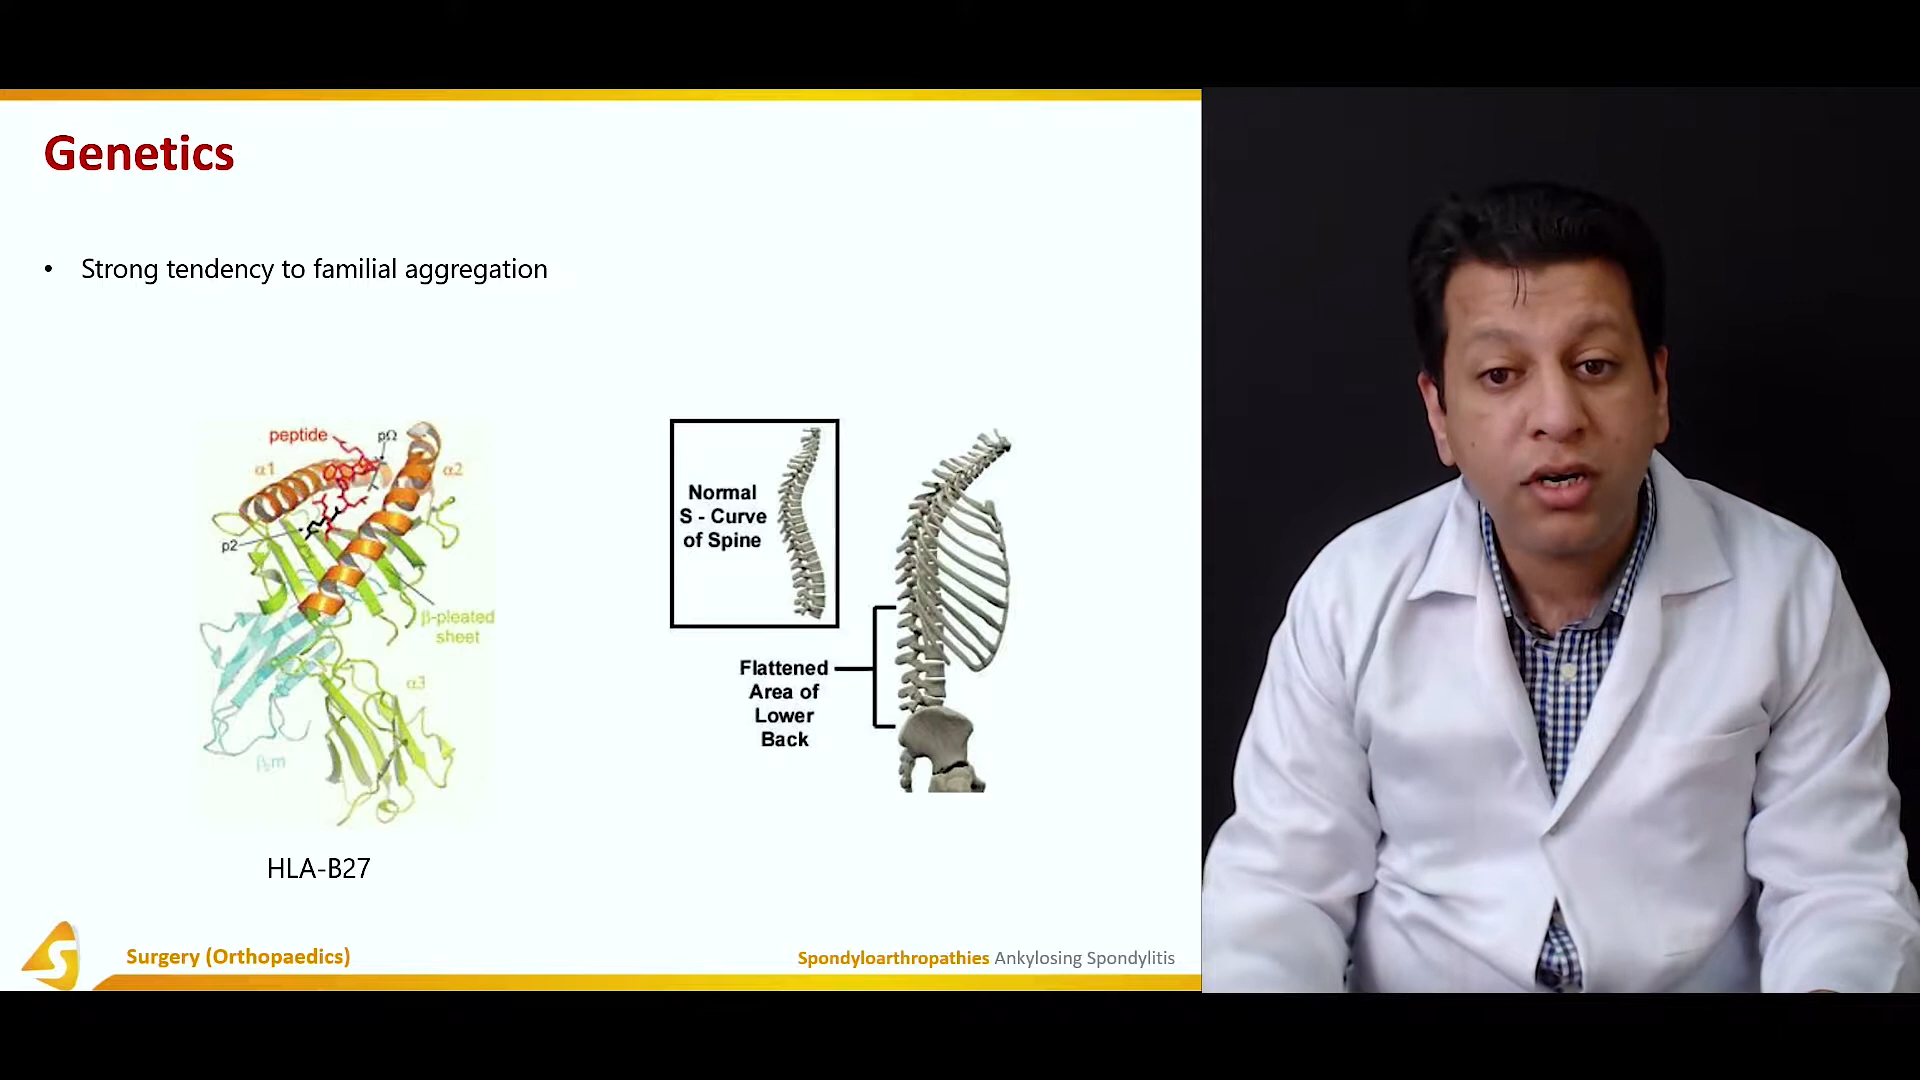 Genetics
• Strong tendency to familial aggregation
peptide
pΩ
α1
α2
p2
β-pleated
sheet
α3
β₂m
HLA-B27
Normal
S - Curve
of Spine
Flattened
Area of
Lower
Back
S
Surgery (Orthopaedics)
Spondyloarthropathies Ankylosing Spondylitis